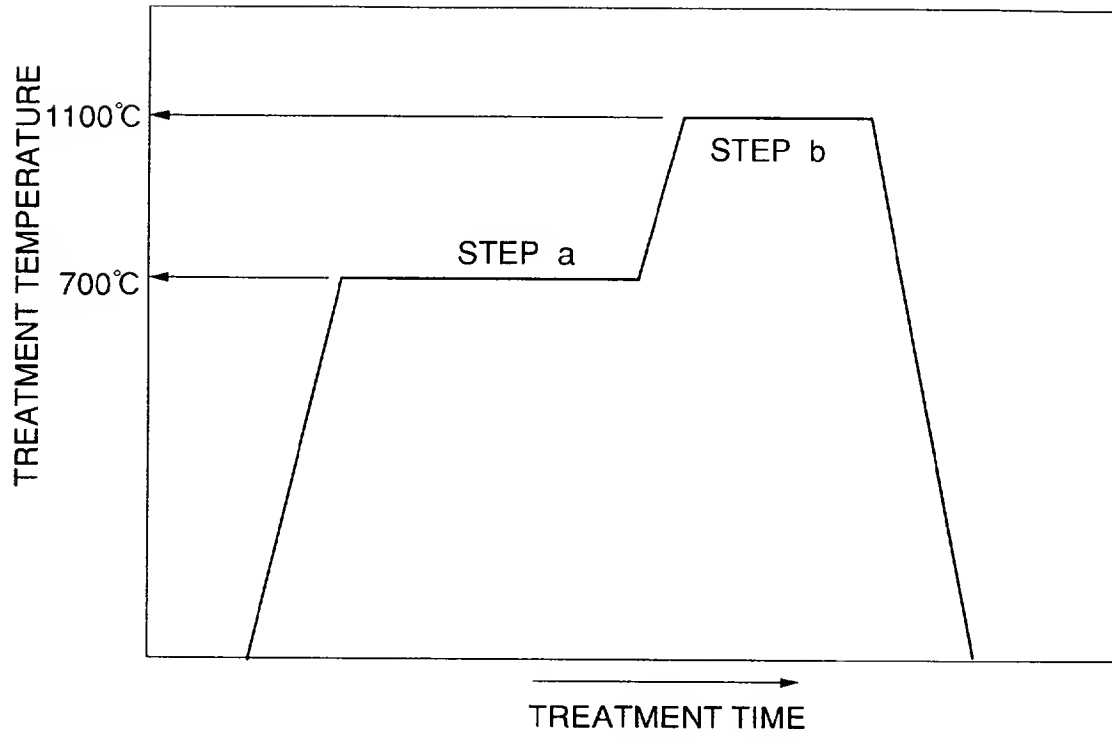 TREATMENT TEMPERATURE
1100℃
STEP b
STEP a
700℃
TREATMENT TIME